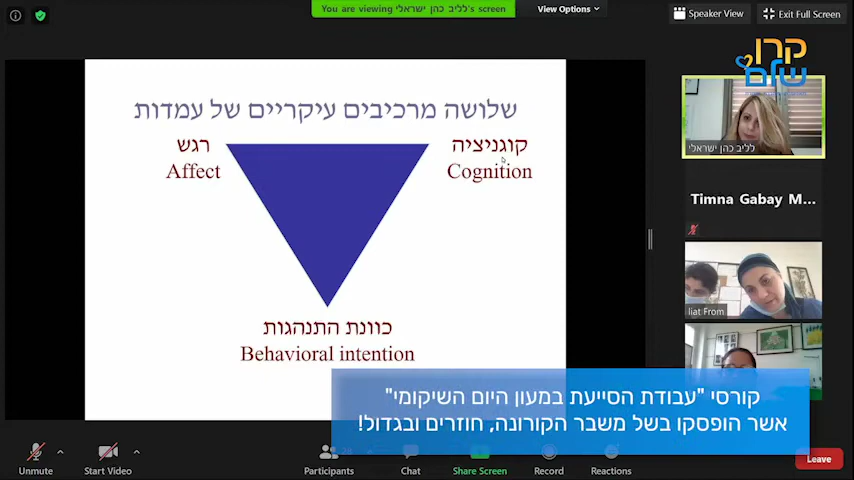 You are viewing לליב כהן ישראלי's screen
View Options
Speaker View
Exit Full Screen
קרן
שלם
שלושה מרכיבים עיקריים של עמדות
רגש
Affect
קוגניציה
Cognition
כוונת התנהגות
Behavioral intention
לליב כהן ישראלי
Timna Gabay M...
liat From
קורסי "עבודת הסייעת במעון היום השיקומי"
אשר הופסקו בשל משבר הקורונה, חוזרים ובגדול!
Unmute
Start Video
Participants
Chat
Share Screen
Record
Reactions
Leave